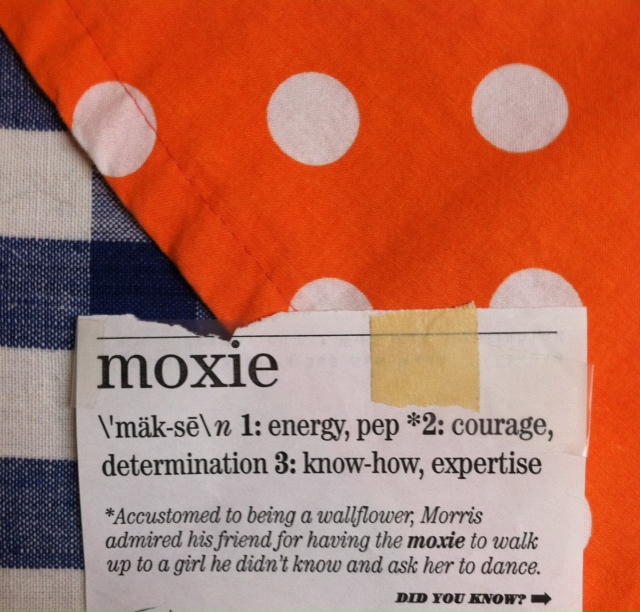 moxie
\'mäk-sē\ n 1: energy, pep *2: courage,
determination 3: know-how, expertise
*Accustomed to being a wallflower, Morris
admired his friend for having the moxie to walk
up to a girl he didn't know and ask her to dance.
DID YOU KNOW? ➡